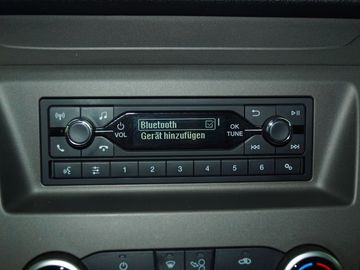 Bluetooth
Gerät hinzufügen
VOL
OK
TUNE
1 2 3 4 5 6